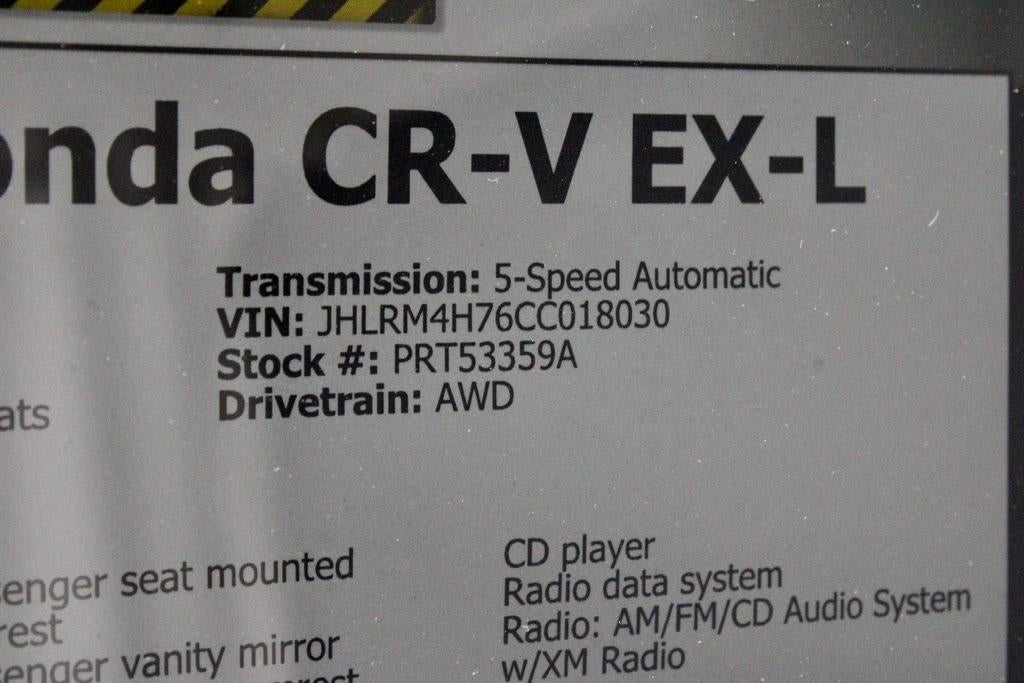 onda CR-V EX-L
Transmission: 5-Speed Automatic
VIN: JHLRM4H76CC018030
Stock #: PRT53359A
Drivetrain: AWD
ats
enger seat mounted
rest
enger vanity mirror
CD player
Radio data system
Radio: AM/FM/CD Audio System
w/XM Radio